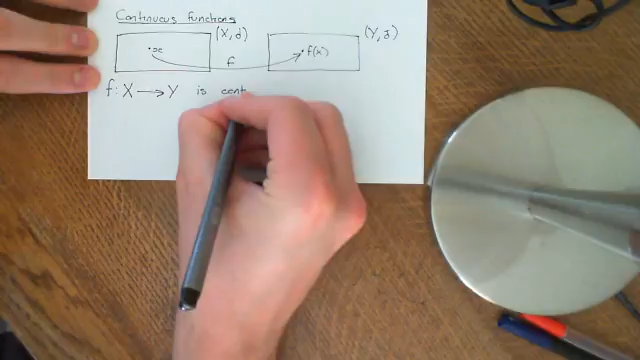 Continuous functions
(X, d)
(Y, g)
x
f
f(x)
f: X → Y is cont